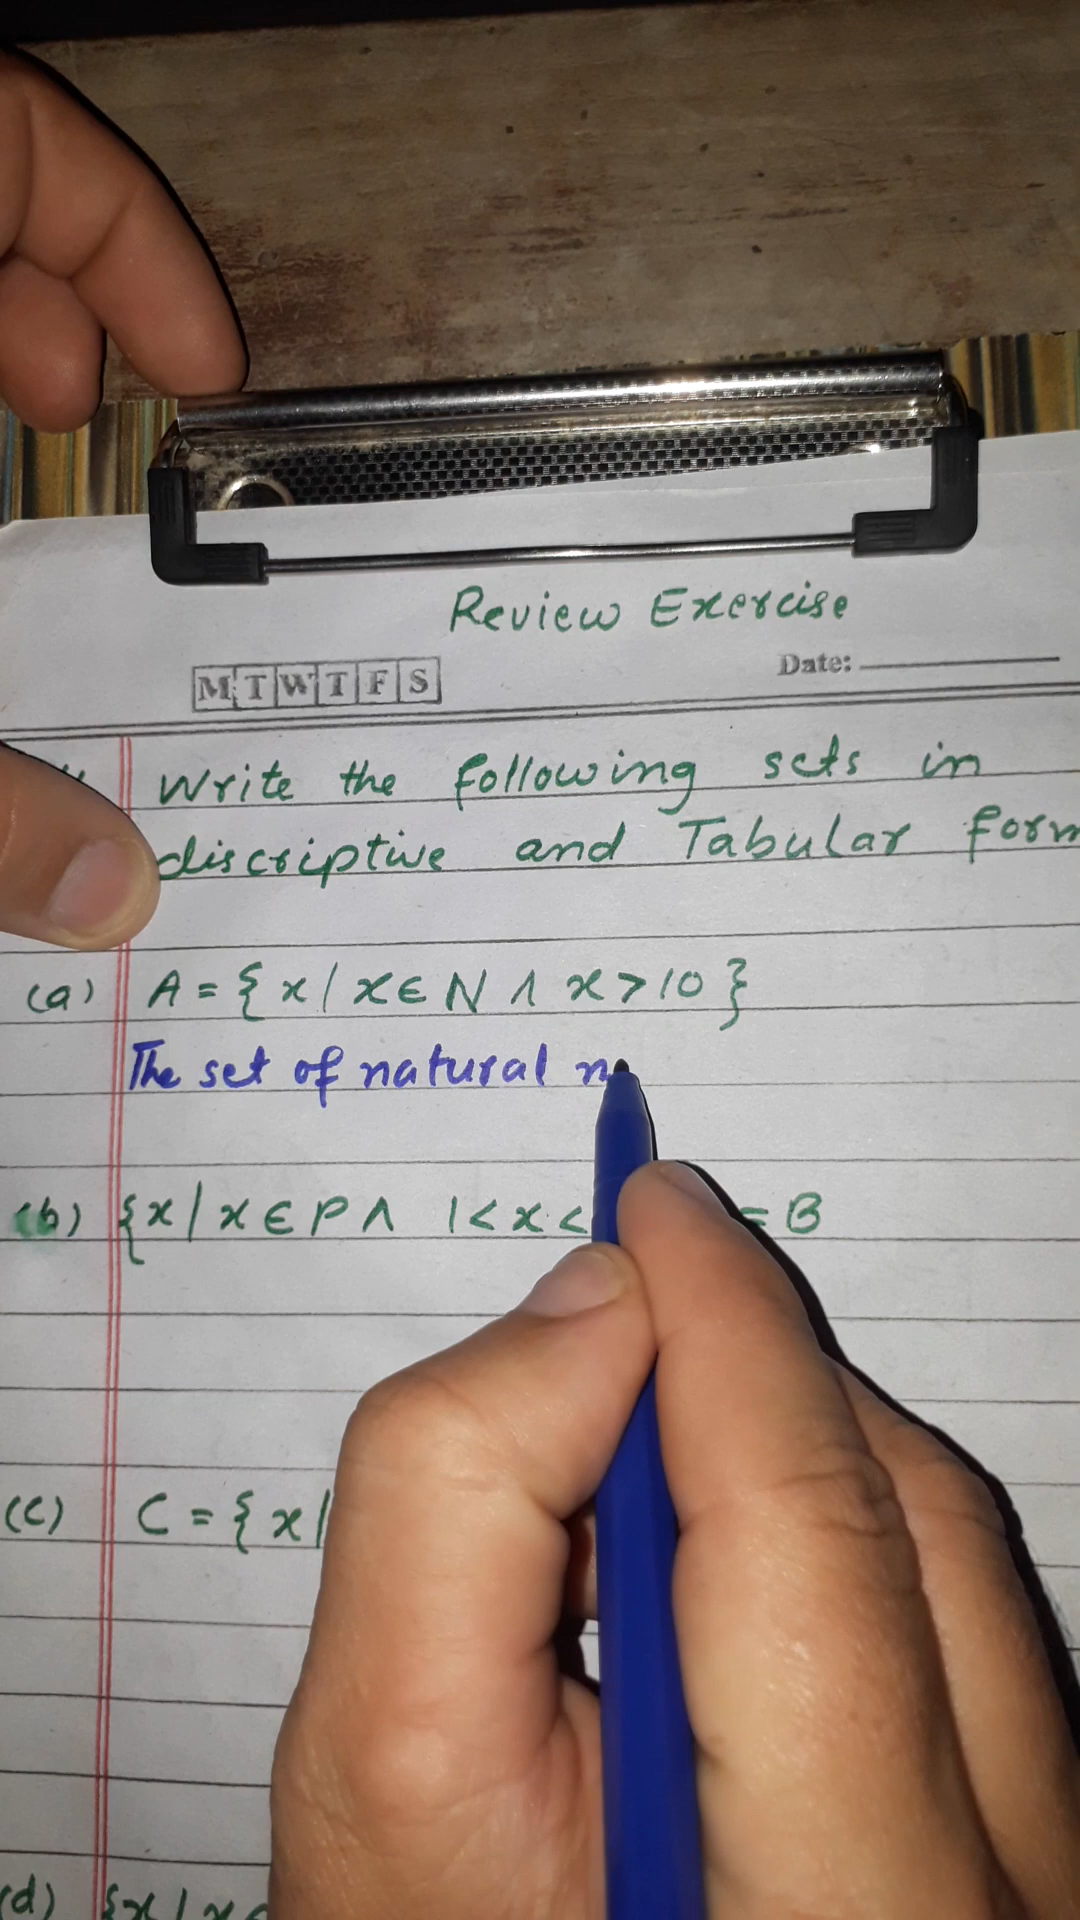 Review Exercise
M T W T F S
Date:
Write the following sets in
discriptive and Tabular form
(a) A = { x / x ∈ N ∧ x > 10 }
The set of natural
(b) { x / x ∈ P ∧ 1 < x < = B
(c) C = { x /
(d) { x / x